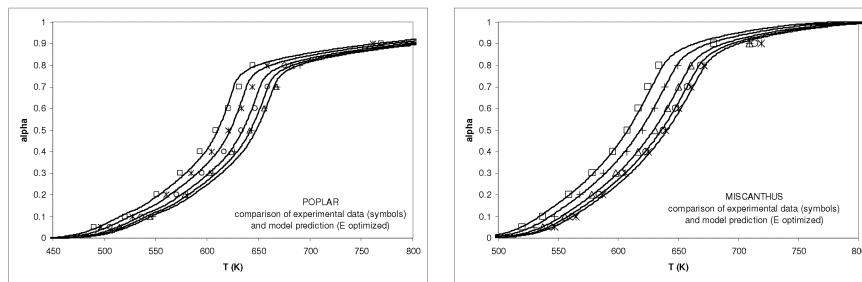 1
0.9
0.8
0.7
0.6
0.5
0.4
0.3
0.2
0.1
0
alpha
450 500 550 600 650 700 750 800
T (K)
POPLAR
comparison of experimental data (symbols)
and model prediction (E optimized)
1
0.9
0.8
0.7
0.6
0.5
0.4
0.3
0.2
0.1
0
alpha
500 550 600 650 700 750 800
T (K)
MISCANTHUS
comparison of experimental data (symbols)
and model prediction (E optimized)